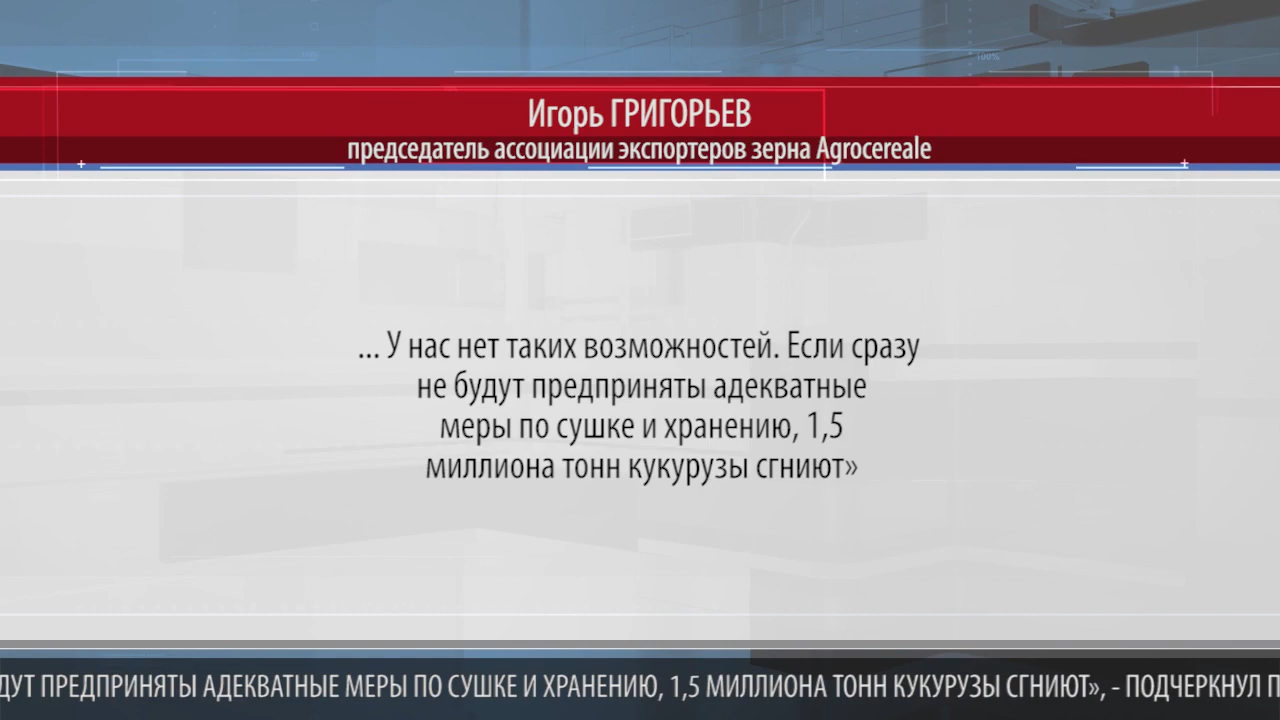 100%
Игорь ГРИГОРЬЕВ
председатель ассоциации экспортеров зерна Agrocereale
... У нас нет таких возможностей. Если сразу
не будут предприняты адекватные
меры по сушке и хранению, 1,5
миллиона тонн кукурузы сгниют»
ДУТ ПРЕДПРИНЯТЫ АДЕКВАТНЫЕ МЕРЫ ПО СУШКЕ И ХРАНЕНИЮ, 1,5 МИЛЛИОНА ТОНН КУКУРУЗЫ СГНИЮТ», - ПОДЧЕРКНУЛ П